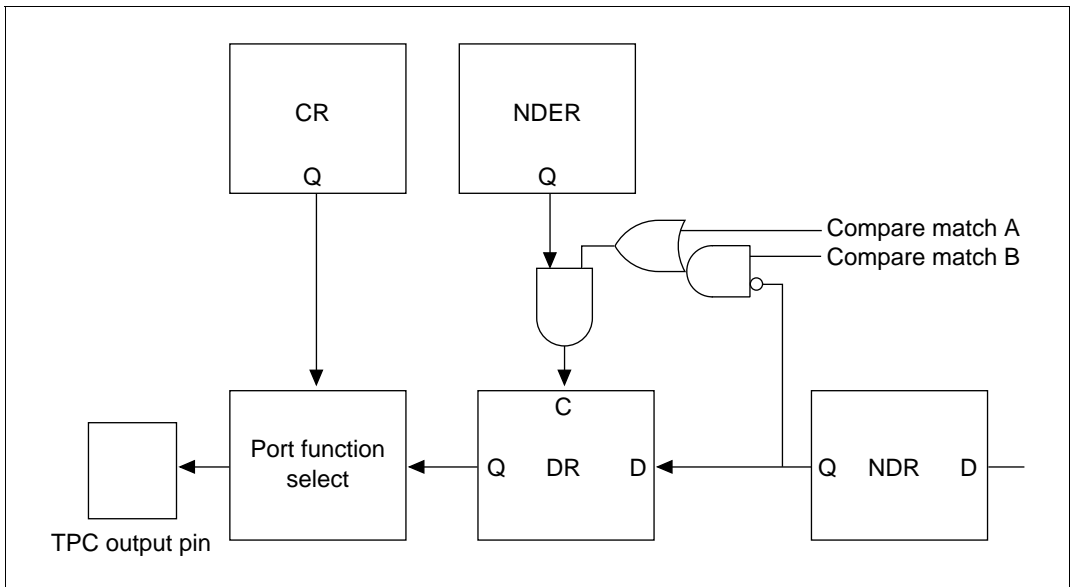 CR
Q
NDER
Q
Compare match A
Compare match B
C
Port function
select
Q DR D
Q NDR D
TPC output pin